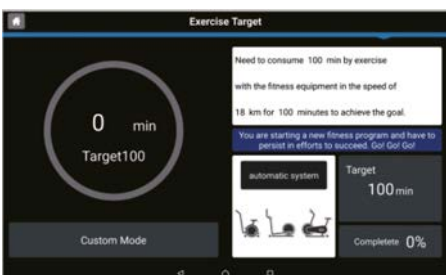 Exercise Target
0 min
Target100
Custom Mode
Need to consume 100 min by exercise
with the fitness equipment in the speed of
18 km for 100 minutes to achieve the goal.
You are starting a new fitness program and have to
persist in efforts to succeed. Go! Go! Go!
automatic system
Target
100 min
Completete 0%